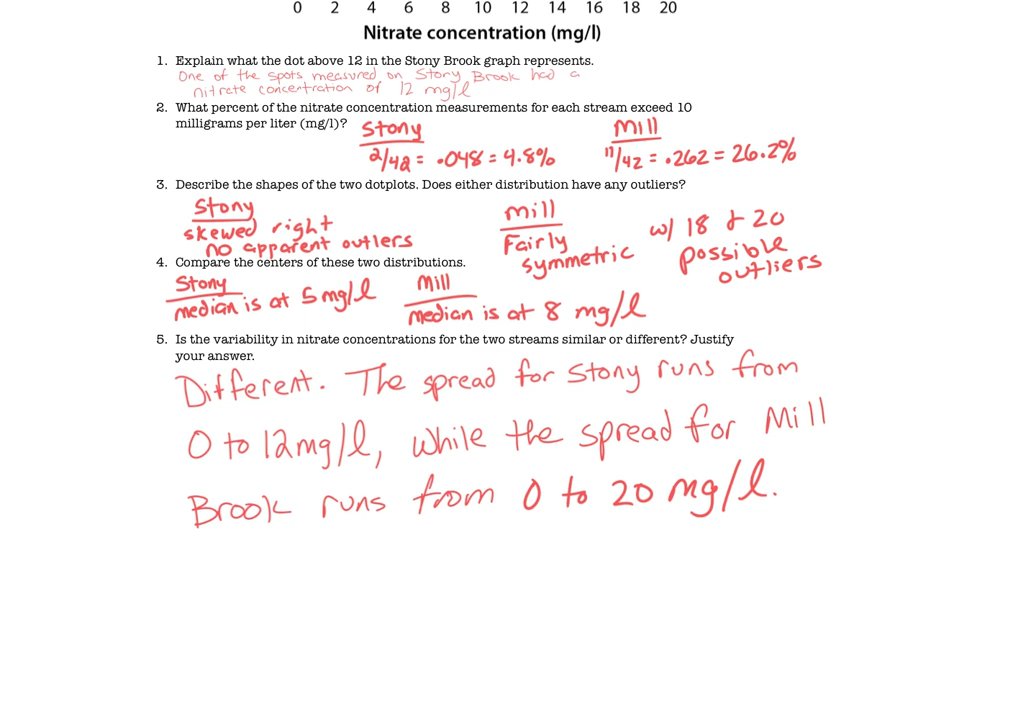 0 2 4 6 8 10 12 14 16 18 20
Nitrate concentration (mg/l)
1. Explain what the dot above 12 in the Stony Brook graph represents.
One of the spots measured on Stony Brook had a
nitrate concentration of 12 mg/l
2. What percent of the nitrate concentration measurements for each stream exceed 10
milligrams per liter (mg/l)?
Stony
2/42 = .048 = 4.8%
Mill
11/42 = .262 = 26.2%
3. Describe the shapes of the two dotplots. Does either distribution have any outliers?
Stony
skewed right
no apparent outlers
Mill
Fairly
symmetric
w/ 18 & 20
possible
outliers
4. Compare the centers of these two distributions.
Stony
median is at 5 mg/l
Mill
median is at 8 mg/l
5. Is the variability in nitrate concentrations for the two streams similar or different? Justify
your answer.
Different. The spread for Stony runs from
0 to 12 mg/l, while the spread for Mill
Brook runs from 0 to 20 mg/l.